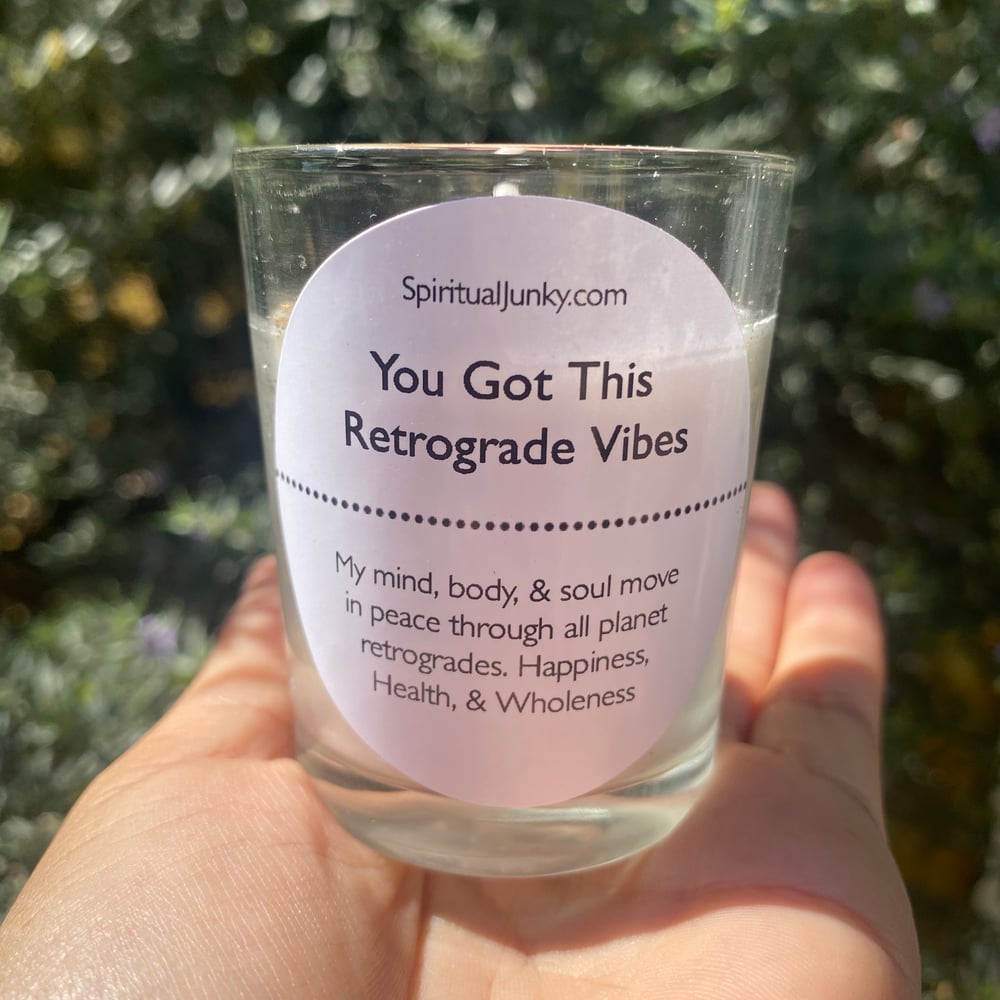 SpiritualJunky.com
You Got This
Retrograde Vibes
My mind, body, & soul move
in peace through all planet
retrogrades. Happiness,
Health, & Wholeness